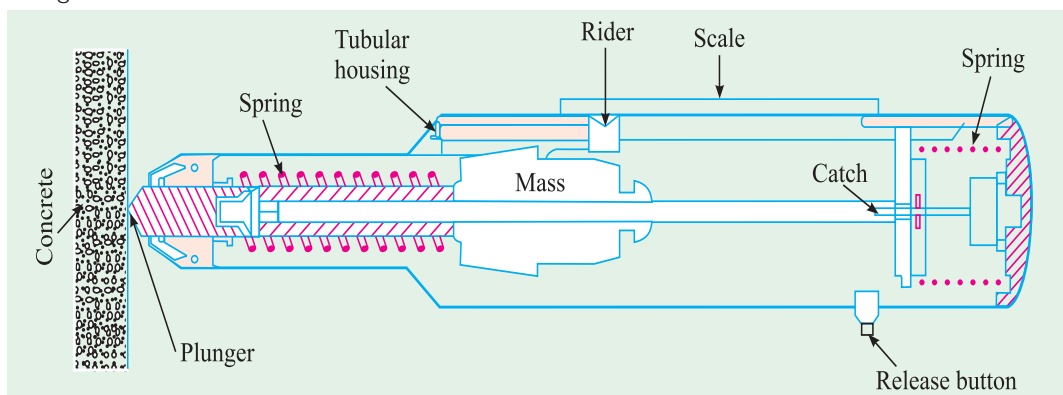 Rider
Scale
Tubular
housing
Spring
Spring
Mass
Catch
Concrete
Plunger
Release button